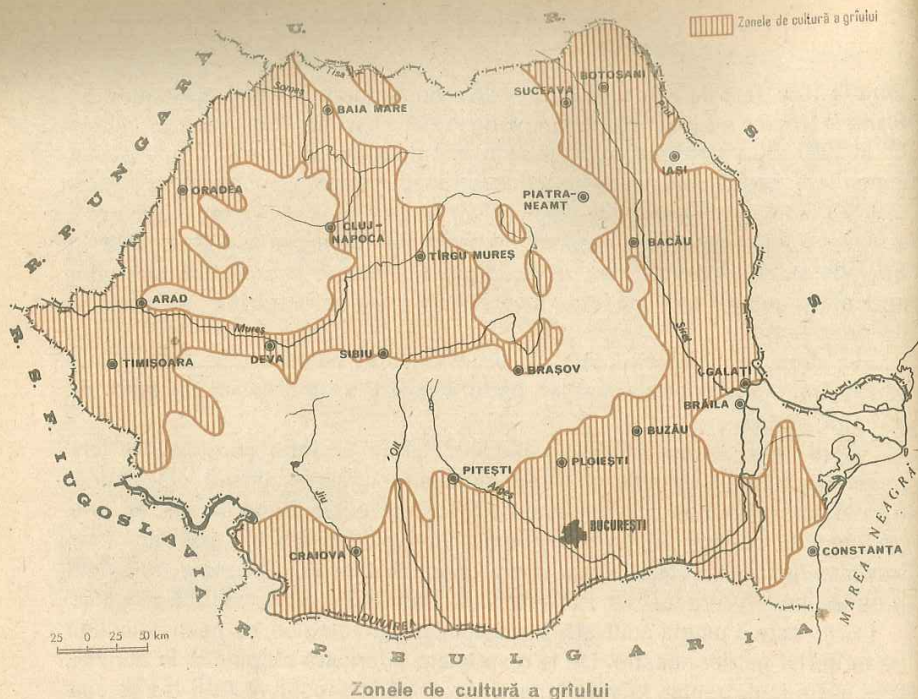 Zonele de cultură a grîului
U. R. S. S.
R. P. UNGARĂ
R. S. F. IUGOSLAVIA
R. P. BULGARIA
MAREA NEAGRĂ
Tisa
Someș
BAIA MARE
SUCEAVA
BOTOȘANI
Prut
IAȘI
ORADEA
CLUJ-
NAPOCA
PIATRA-
NEAMȚ
BACĂU
TÎRGU MUREȘ
ARAD
Mureș
DEVA
SIBIU
Siret
TIMIȘOARA
BRAȘOV
GALAȚI
BRĂILA
BUZĂU
Olt
PLOIEȘTI
PITEȘTI
Argeș
Jiu
BUCUREȘTI
CRAIOVA
CONSTANȚA
DUNĂREA
25 0 25 50 km
Zonele de cultură a grîului